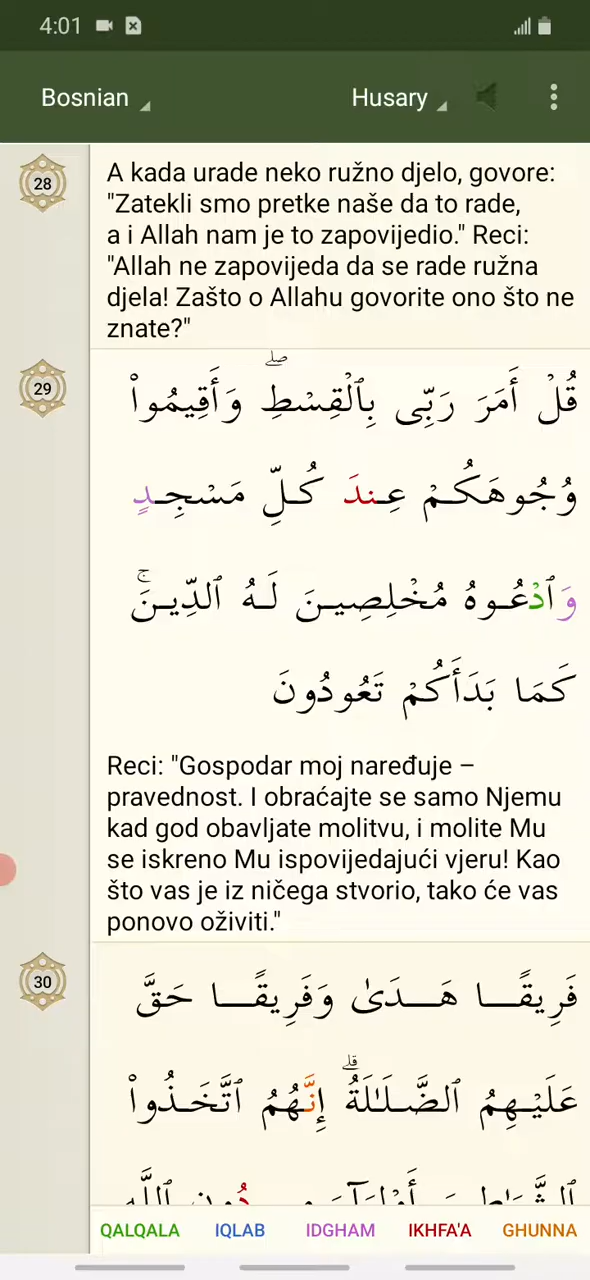 4:01
Bosnian
Husary
28
A kada urade neko ružno djelo, govore:
"Zatekli smo pretke naše da to rade,
a i Allah nam je to zapovijedio." Reci:
"Allah ne zapovijeda da se rade ružna
djela! Zašto o Allahu govorite ono što ne
znate?"
29
قُلْ أَمَرَ رَبِّى بِٱلْقِسْطِ ۖ وَأَقِيمُوا۟
وُجُوهَكُمْ عِندَ كُلِّ مَسْجِدٍ
وَٱدْعُوهُ مُخْلِصِينَ لَهُ ٱلدِّينَ ۚ
كَمَا بَدَأَكُمْ تَعُودُونَ
Reci: "Gospodar moj naređuje –
pravednost. I obraćajte se samo Njemu
kad god obavljate molitvu, i molite Mu
se iskreno Mu ispovijedajući vjeru! Kao
što vas je iz ničega stvorio, tako će vas
ponovo oživiti."
30
فَرِيقًا هَدَىٰ وَفَرِيقًا حَقَّ
عَلَيْهِمُ ٱلضَّلَـٰلَةُ ۗ إِنَّهُمُ ٱتَّخَذُوا۟
QALQALA
IQLAB
IDGHAM
IKHFA'A
GHUNNA